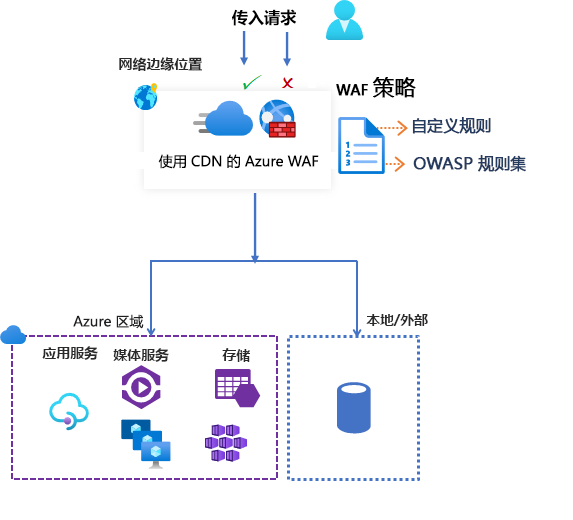 传入请求
网络边缘位置
WAF 策略
自定义规则
1
2
3
使用 CDN 的 Azure WAF
OWASP 规则集
Azure 区域
本地/外部
应用服务
媒体服务
存储